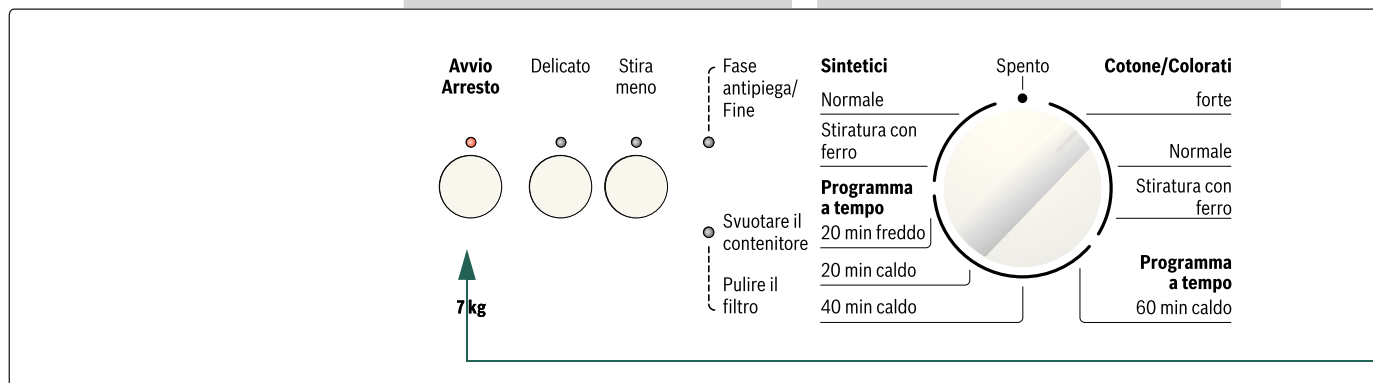 Avvio
Arresto
Delicato
Stira
meno
Fase
antipiega/
Fine
Svuotare il
contenitore
Pulire il
filtro
7 kg
Sintetici
Normale
Stiratura con
ferro
Programma
a tempo
20 min freddo
20 min caldo
40 min caldo
Spento
Cotone/Colorati
forte
Normale
Stiratura con
ferro
Programma
a tempo
60 min caldo